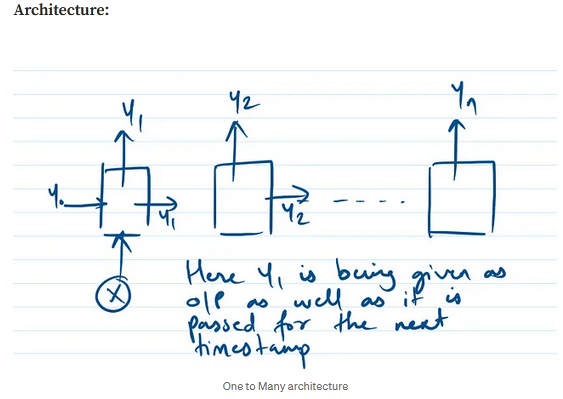 Architecture:
y₁ y₂ yₙ
y₀ y₁ y₂ - - - - . .
X
Here y₁ is being given as
o/p as well as it is
passed for the next
timestamp
One to Many architecture